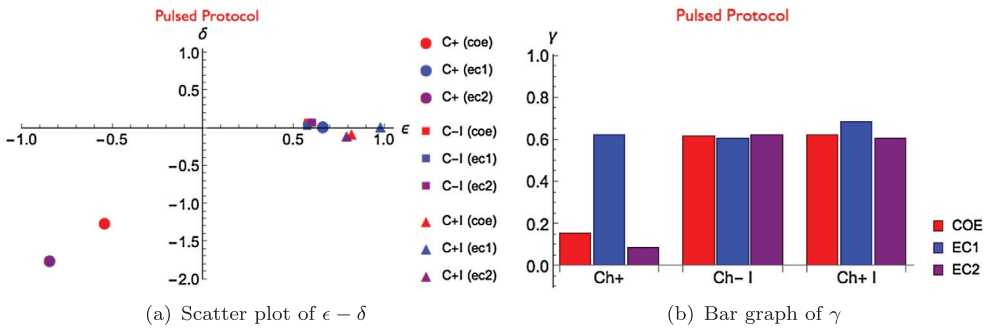 Pulsed Protocol
δ
1.0
0.5
0.0
−1.0
−0.5
0.5
1.0
ϵ
−0.5
−1.0
−1.5
−2.0
C+ (coe)
C+ (ec1)
C+ (ec2)
C−I (coe)
C−I (ec1)
C−I (ec2)
C+I (coe)
C+I (ec1)
C+I (ec2)
(a) Scatter plot of ϵ − δ
Pulsed Protocol
γ
1.0
0.8
0.6
0.4
0.2
0.0
Ch+ Ch− I Ch+ I
COE
EC1
EC2
(b) Bar graph of γ